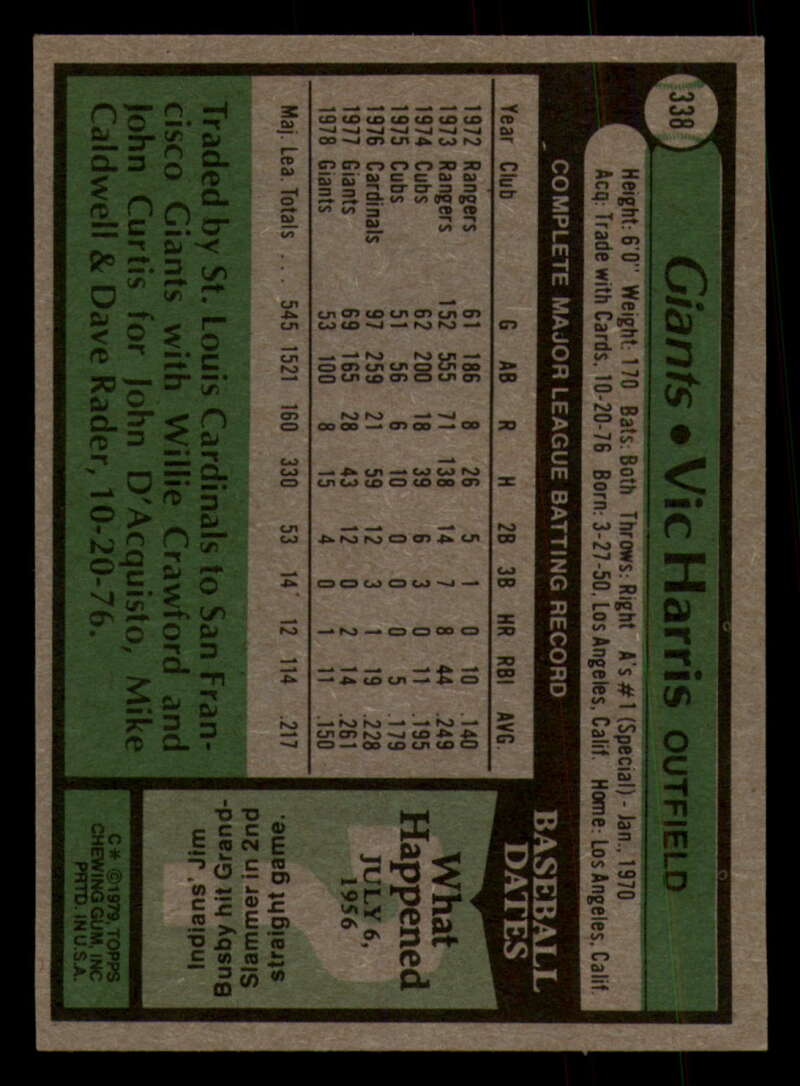 338
Giants • Vic Harris OUTFIELD
Height: 6'0" Weight: 170 Bats: Both Throws: Right A's #1 (Special) - Jan., 1970
Acq: Trade with Cards, 10-20-76 Born: 3-27-50, Los Angeles, Calif. Home: Los Angeles, Calif.
COMPLETE MAJOR LEAGUE BATTING RECORD
Year Club G AB R H 2B 3B HR RBI AVG.
1972 Rangers 61 186 8 26 5 1 0 10 .140
1973 Rangers 152 555 71 138 14 7 8 44 .249
1974 Cubs 62 200 18 39 6 3 0 11 .195
1975 Cubs 51 56 6 10 0 0 0 5 .179
1976 Cardinals 97 259 21 59 12 3 1 19 .228
1977 Giants 69 165 28 43 12 0 2 14 .261
1978 Giants 53 100 8 15 4 0 1 11 .150
Maj. Lea. Totals . . . 545 1521 160 330 53 14 12 114 .217
Traded by St. Louis Cardinals to San Fran-
cisco Giants with Willie Crawford and
John Curtis for John D'Acquisto, Mike
Caldwell & Dave Rader, 10-20-76.
BASEBALL
DATES
What
Happened
JULY 6,
1956
Indians' Jim
Busby hit Grand-
Slammer in 2nd
straight game.
C* ©1979, TOPPS
CHEWING GUM, INC
PRTD. IN U.S.A.